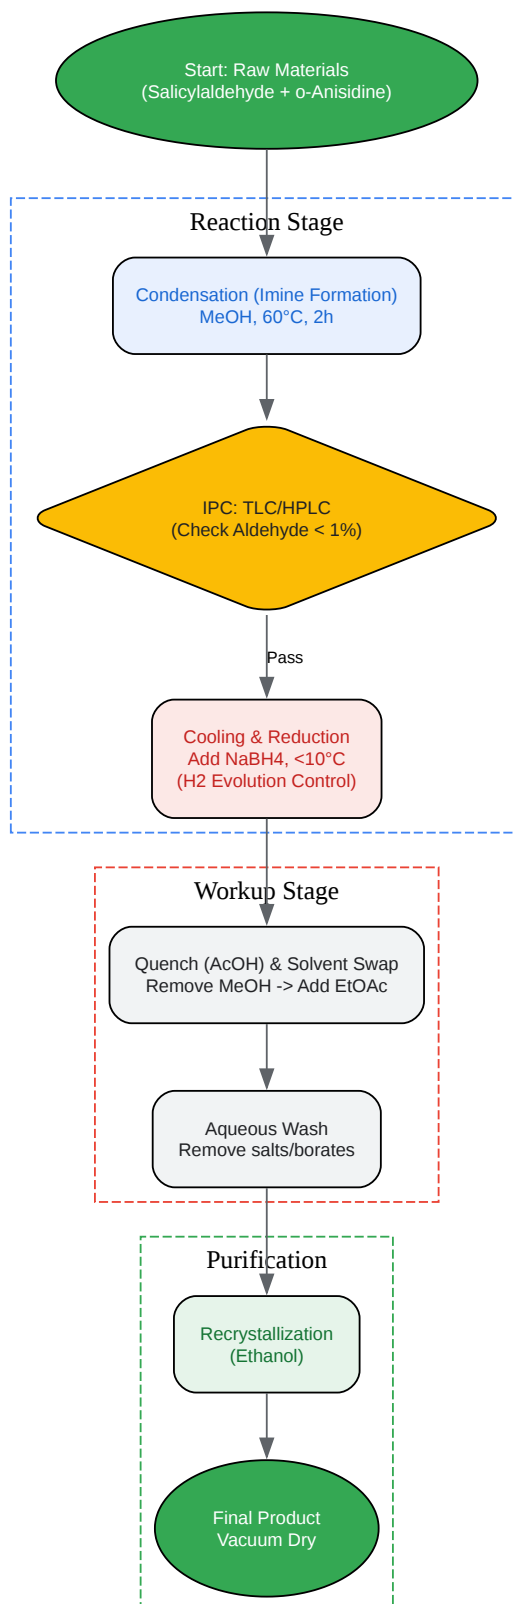 Start: Raw Materials
(Salicylaldehyde + o-Anisidine)
Reaction Stage
Condensation (Imine Formation)
MeOH, 60°C, 2h
IPC: TLC/HPLC
(Check Aldehyde < 1%)
Pass
Cooling & Reduction
Add NaBH4, <10°C
(H2 Evolution Control)
Workup Stage
Quench (AcOH) & Solvent Swap
Remove MeOH -> Add EtOAc
Aqueous Wash
Remove salts/borates
Purification
Recrystallization
(Ethanol)
Final Product
Vacuum Dry